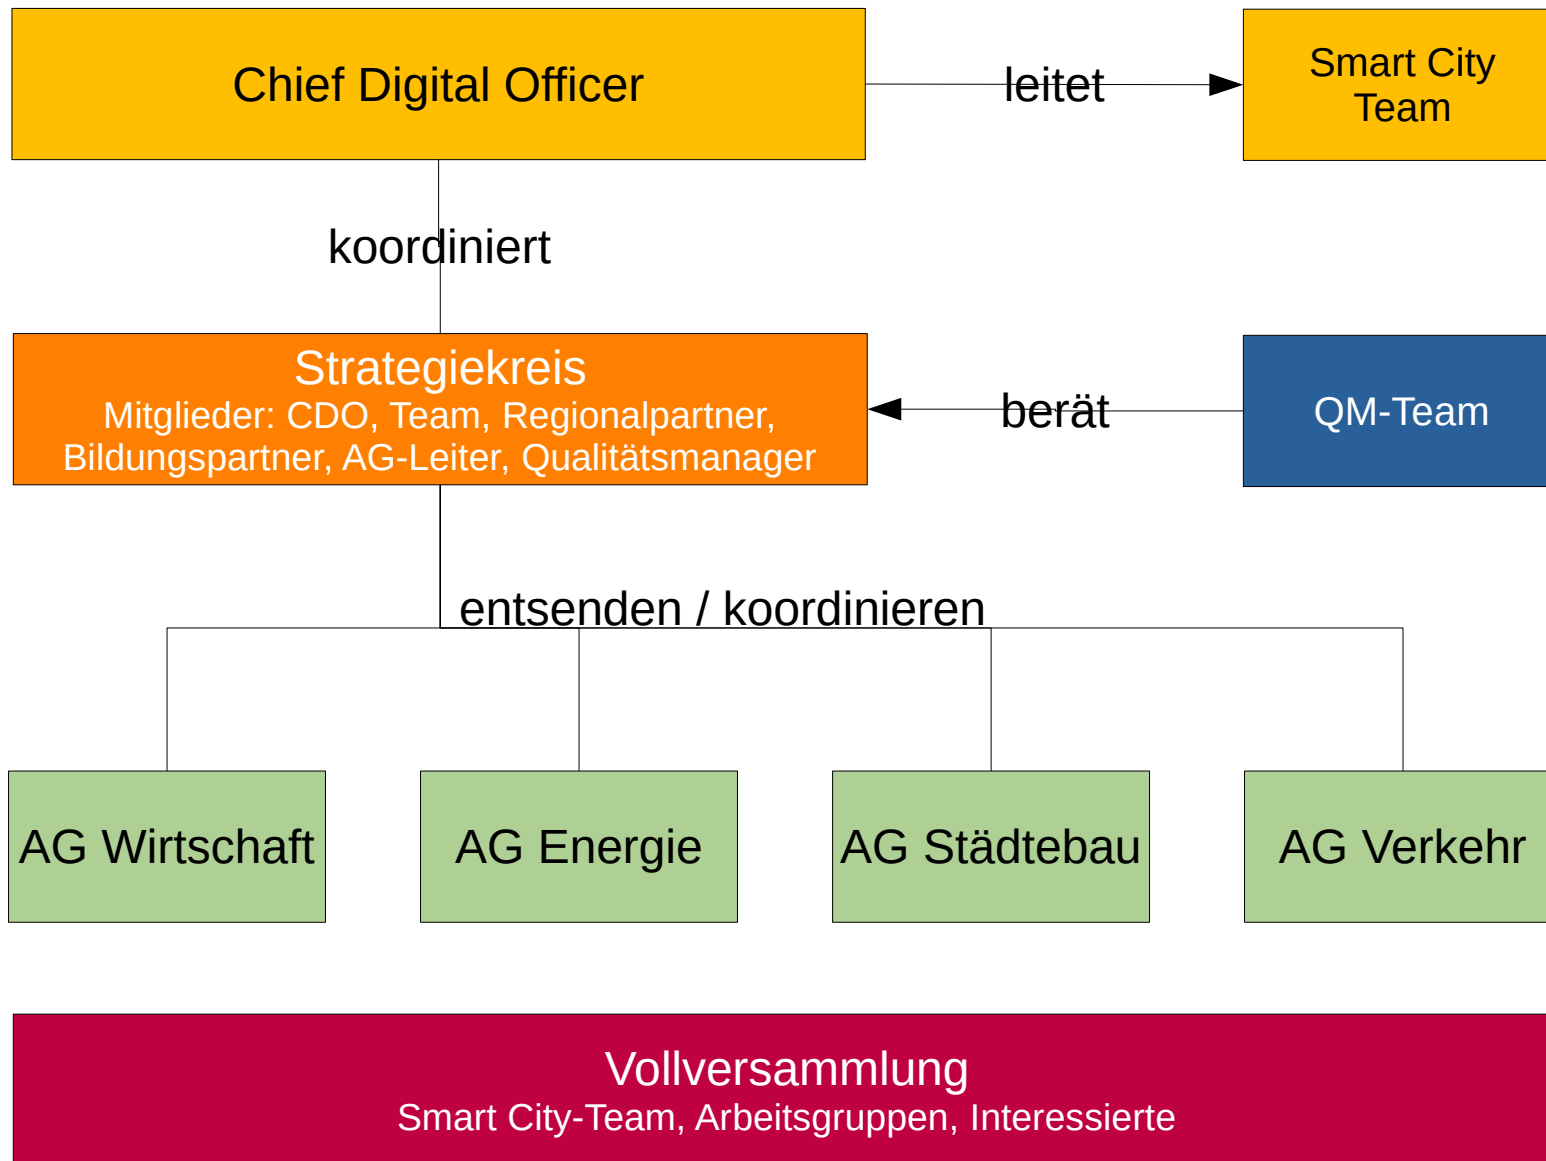 Chief Digital Officer
leitet
Smart City
Team
koordiniert
Strategiekreis
Mitglieder: CDO, Team, Regionalpartner,
Bildungspartner, AG-Leiter, Qualitätsmanager
berät
QM-Team
entsenden / koordinieren
AG Wirtschaft
AG Energie
AG Städtebau
AG Verkehr
Vollversammlung
Smart City-Team, Arbeitsgruppen, Interessierte